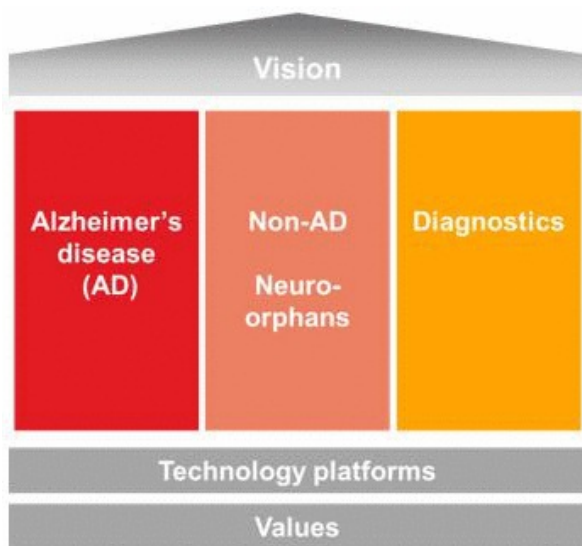 Vision
Alzheimer's
disease
(AD)
Non-AD
Neuro-
orphans
Diagnostics
Technology platforms
Values